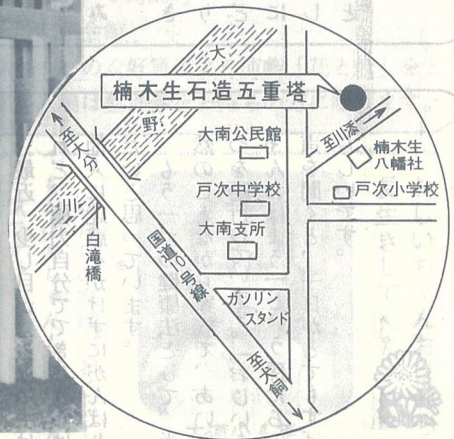 大
野
川
楠木生石造五重塔
至川添
大南公民館
楠木生
八幡社
戸次中学校
戸次小学校
大南支所
至大分
白滝橋
国道10号線
ガソリン
スタンド
至犬飼